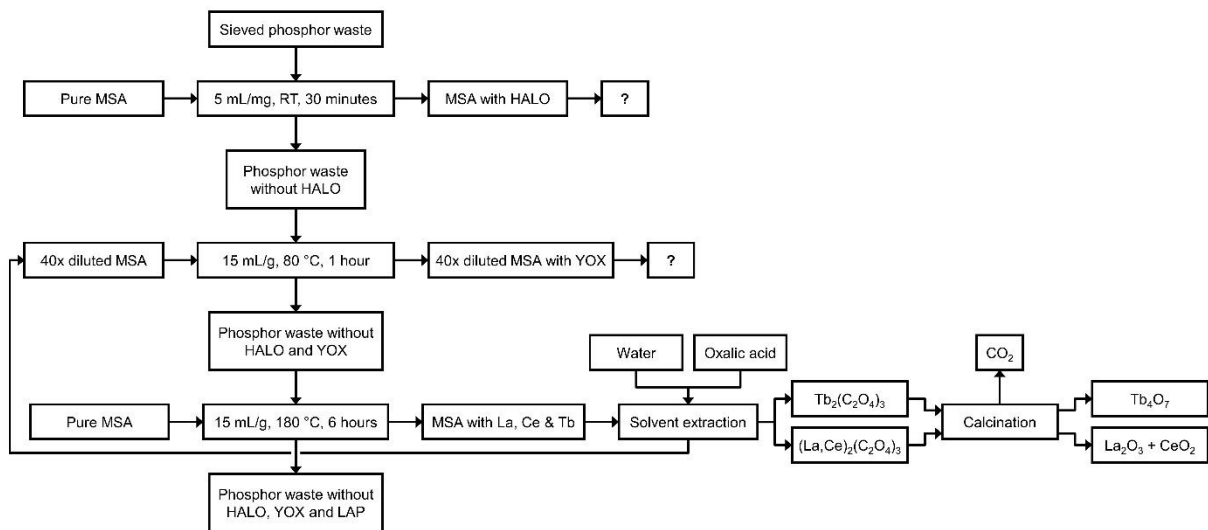 Sieved phosphor waste
Pure MSA
5 mL/mg, RT, 30 minutes
MSA with HALO
?
Phosphor waste
without HALO
40x diluted MSA
15 mL/g, 80 °C, 1 hour
40x diluted MSA with YOX
?
Phosphor waste without
HALO and YOX
Water
Oxalic acid
CO₂
Pure MSA
15 mL/g, 180 °C, 6 hours
MSA with La, Ce & Tb
Solvent extraction
Tb₂(C₂O₄)₃
(La,Ce)₂(C₂O₄)₃
Calcination
Tb₄O₇
La₂O₃ + CeO₂
Phosphor waste without
HALO, YOX and LAP